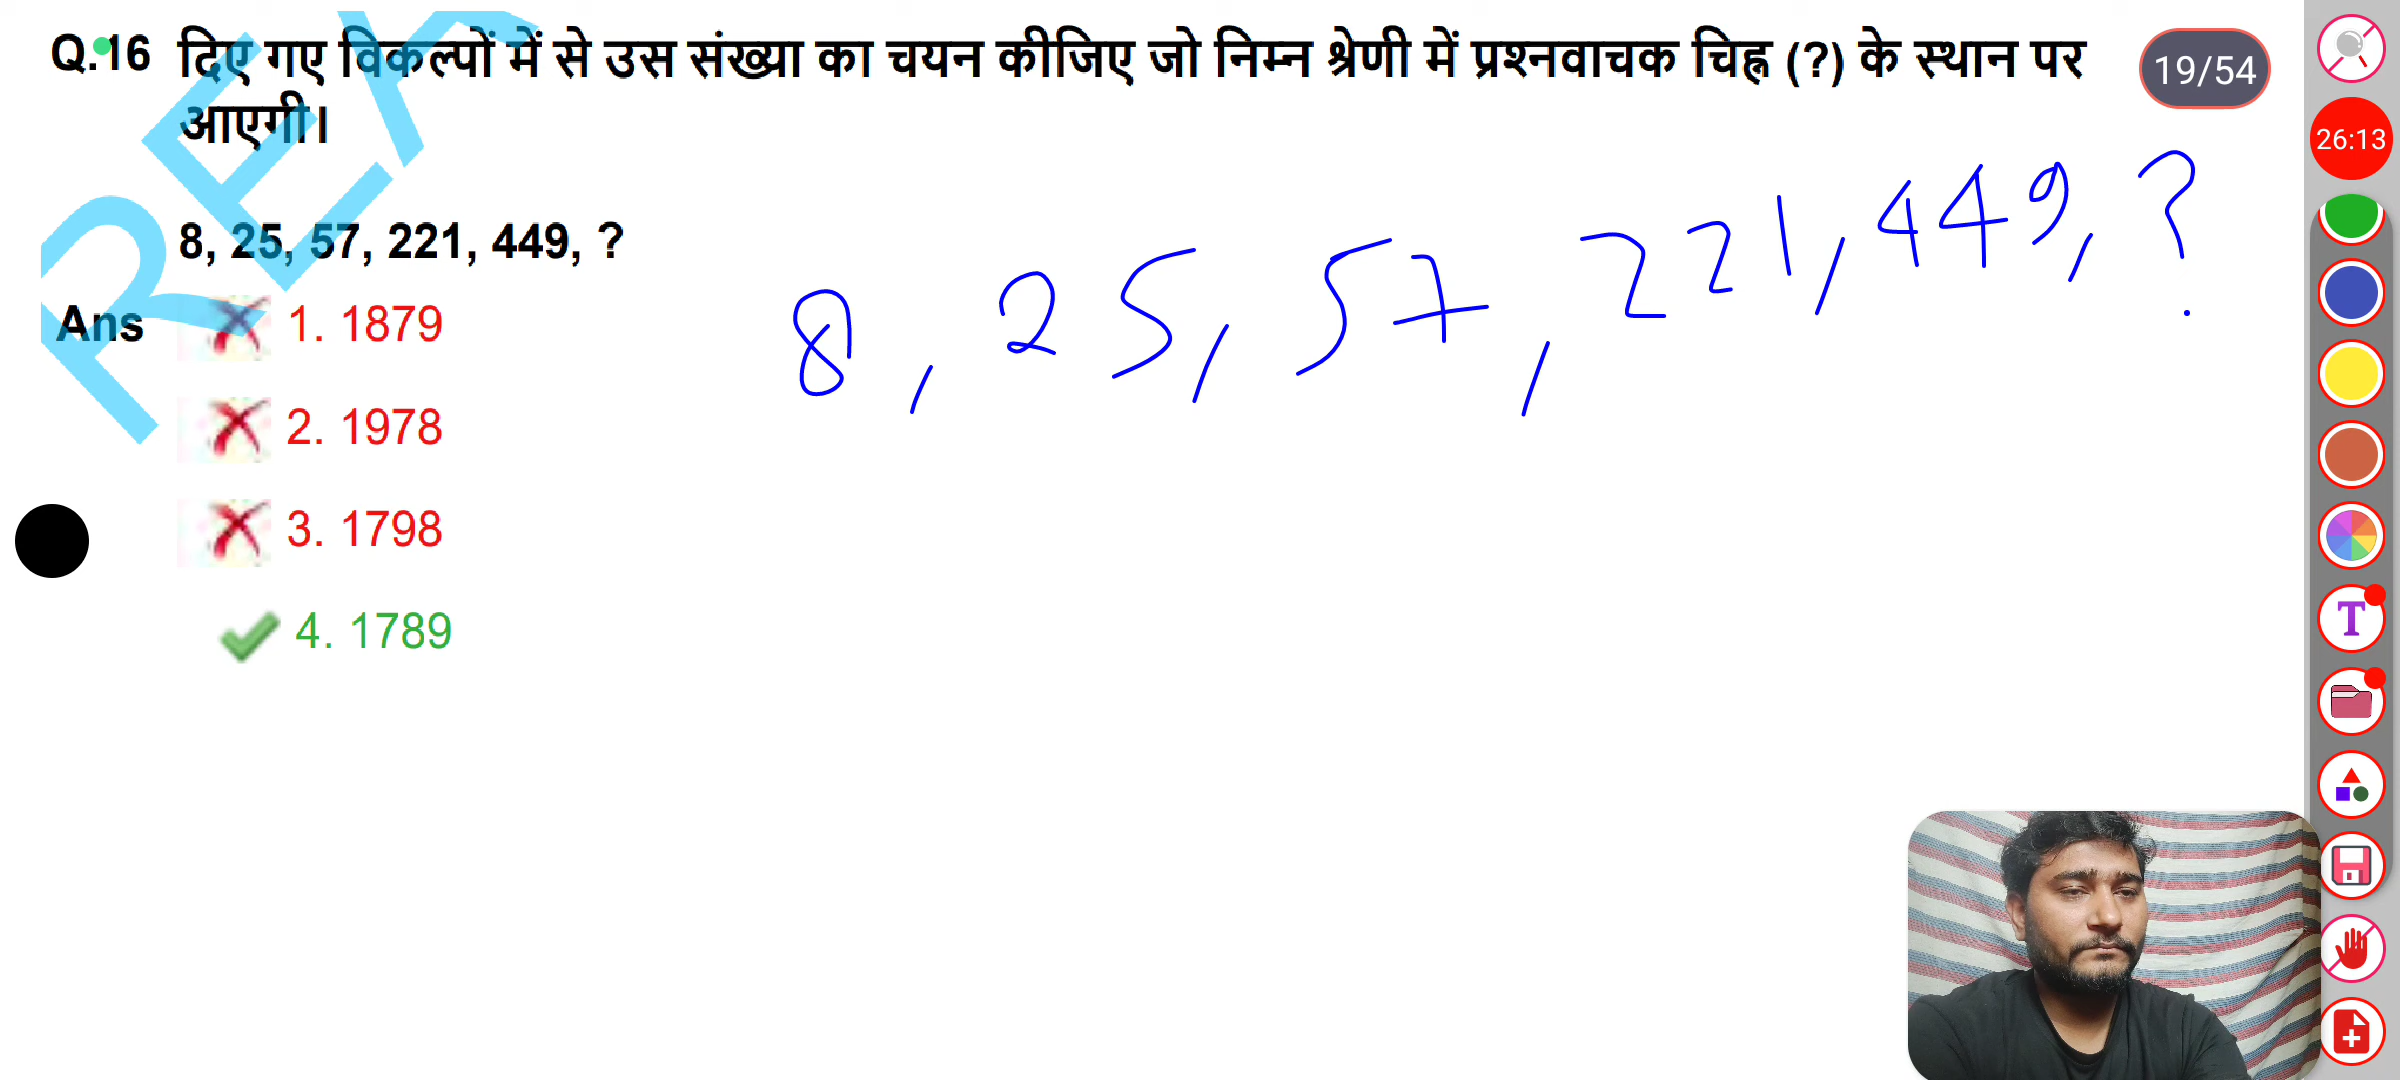 Q.16 दिए गए विकल्पों में से उस संख्या का चयन कीजिए जो निम्न श्रेणी में प्रश्नवाचक चिह्न (?) के स्थान पर
आएगी।
19/54
26:13
8, 25, 57, 221, 449, ?
8, 25, 57, 221, 449, ?
Ans 1. 1879
2. 1978
3. 1798
4. 1789
T